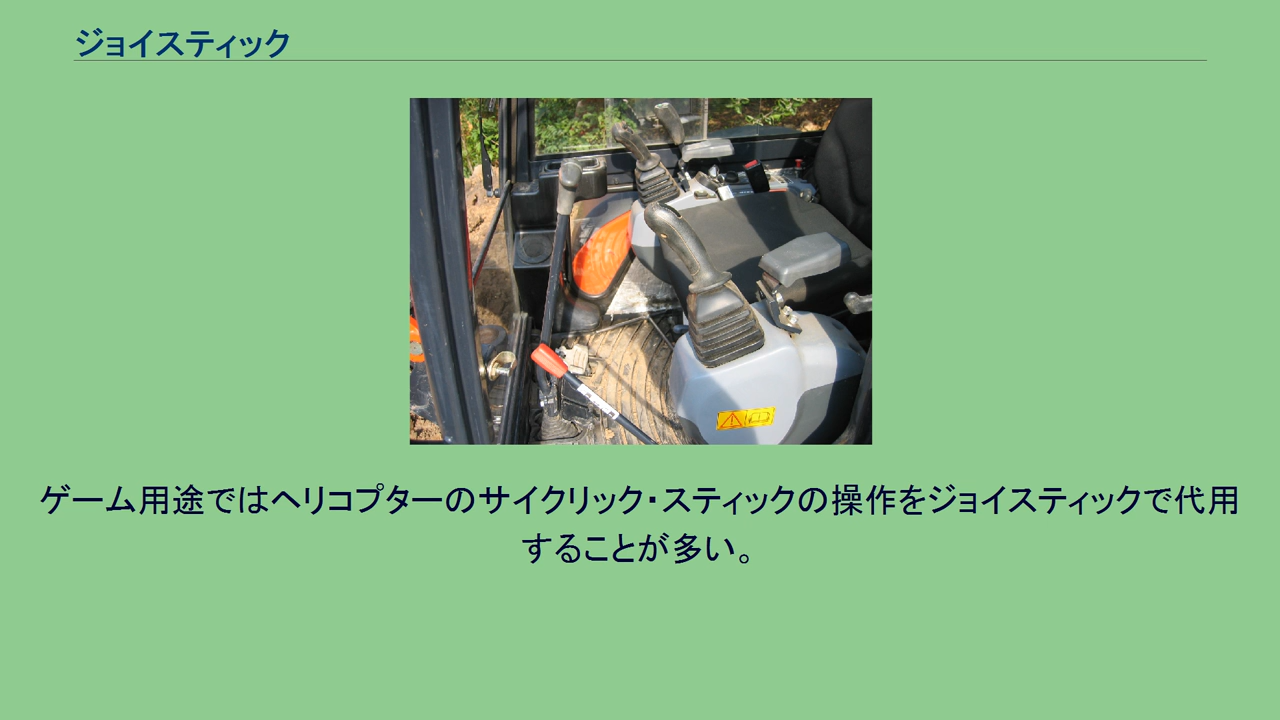 ジョイスティック
ゲーム用途ではヘリコプターのサイクリック・スティックの操作をジョイスティックで代用
することが多い。